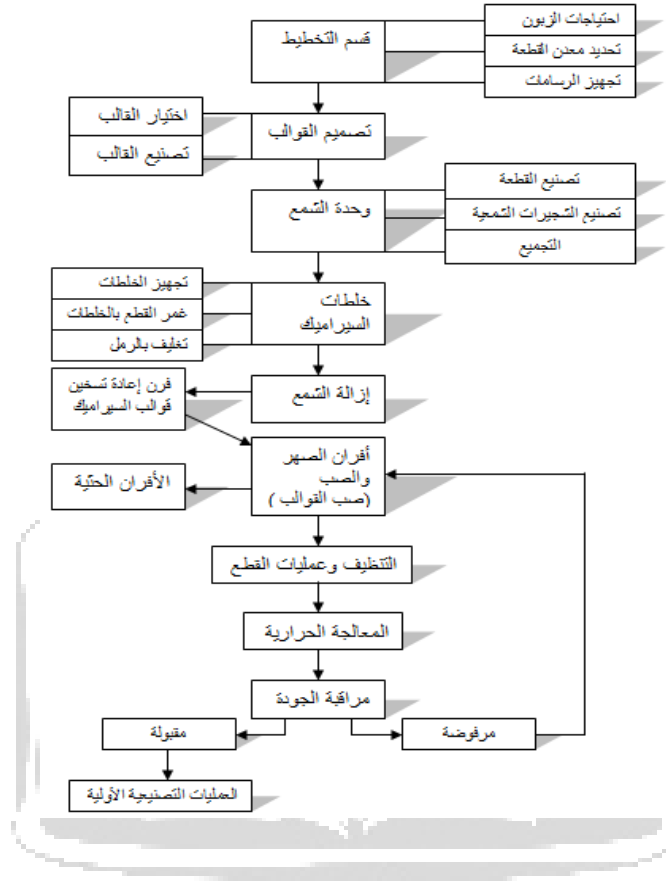 احتياجات الزبون
قسم التخطيط
تحديد معدن القطعة
تجهيز الرسامات
اختيار القالب
تصميم القوالب
تصنيع القالب
تصنيع القطعة
وحدة الشمع
تصنيع الشجيرات الشمعية
التجميع
تجهيز الخلطات
خلطات
السيراميك
غمر القطع بالخلطات
تغليف بالرمل
فرن إعادة تسخين
قوالب السيراميك
إزالة الشمع
أفران الصهر
والصب
(صب القوالب )
الأفران الحثية
التنظيف وعمليات القطع
المعالجة الحرارية
مراقبة الجودة
مرفوضة
مقبولة
العمليات التصنيعية الأولية